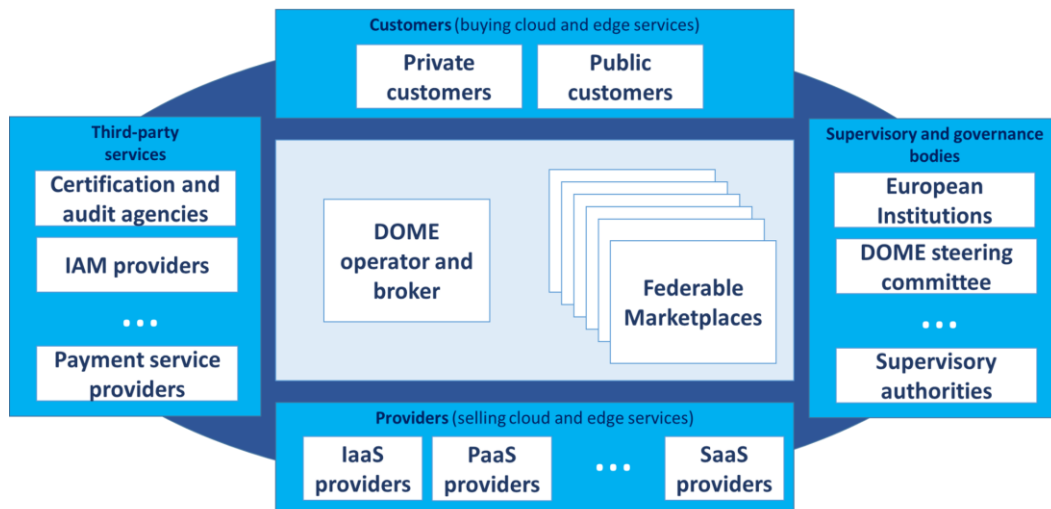 Customers (buying cloud and edge services)
Private
customers
Public
customers
Third-party
services
Certification and
audit agencies
IAM providers
...
Payment service
providers
DOME
operator and
broker
Federable
Marketplaces
Supervisory and governance
bodies
European
Institutions
DOME steering
committee
...
Supervisory
authorities
Providers (selling cloud and edge services)
IaaS
providers
PaaS
providers
...
SaaS
providers